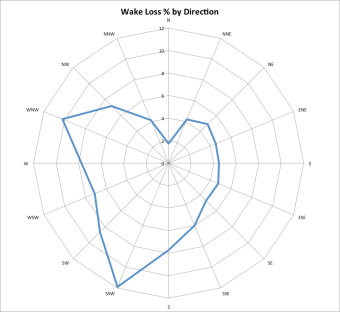 Wake Loss % by Direction
N
NNW
12
NNE
10
NW
8
NE
6
WNW
4
ENE
2
W
0
E
WSW
ESE
SW
SE
SSW
SSE
S